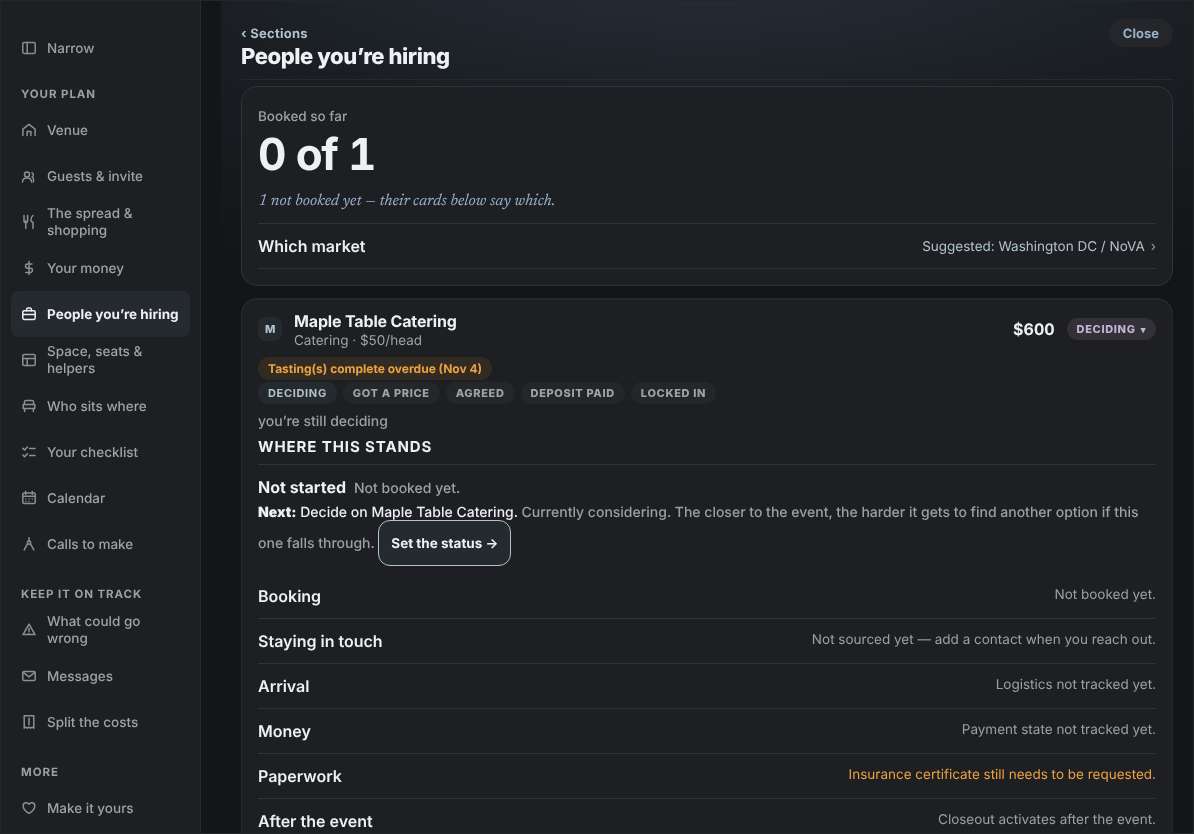 Narrow
YOUR PLAN
Venue
Guests & invite
The spread &
shopping
Your money
People you’re hiring
Space, seats &
helpers
Who sits where
Your checklist
Calendar
Calls to make
KEEP IT ON TRACK
What could go
wrong
Messages
Split the costs
MORE
Make it yours
‹ Sections
People you’re hiring
Close
Booked so far
0 of 1
1 not booked yet — their cards below say which.
Which market
Suggested: Washington DC / NoVA ›
M
Maple Table Catering
Catering · $50/head
$600
DECIDING ▾
Tasting(s) complete overdue (Nov 4)
DECIDING GOT A PRICE AGREED DEPOSIT PAID LOCKED IN
you’re still deciding
WHERE THIS STANDS
Not started Not booked yet.
Next: Decide on Maple Table Catering. Currently considering. The closer to the event, the harder it gets to find another option if this
one falls through. Set the status →
Booking Not booked yet.
Staying in touch Not sourced yet — add a contact when you reach out.
Arrival Logistics not tracked yet.
Money Payment state not tracked yet.
Paperwork Insurance certificate still needs to be requested.
After the event Closeout activates after the event.